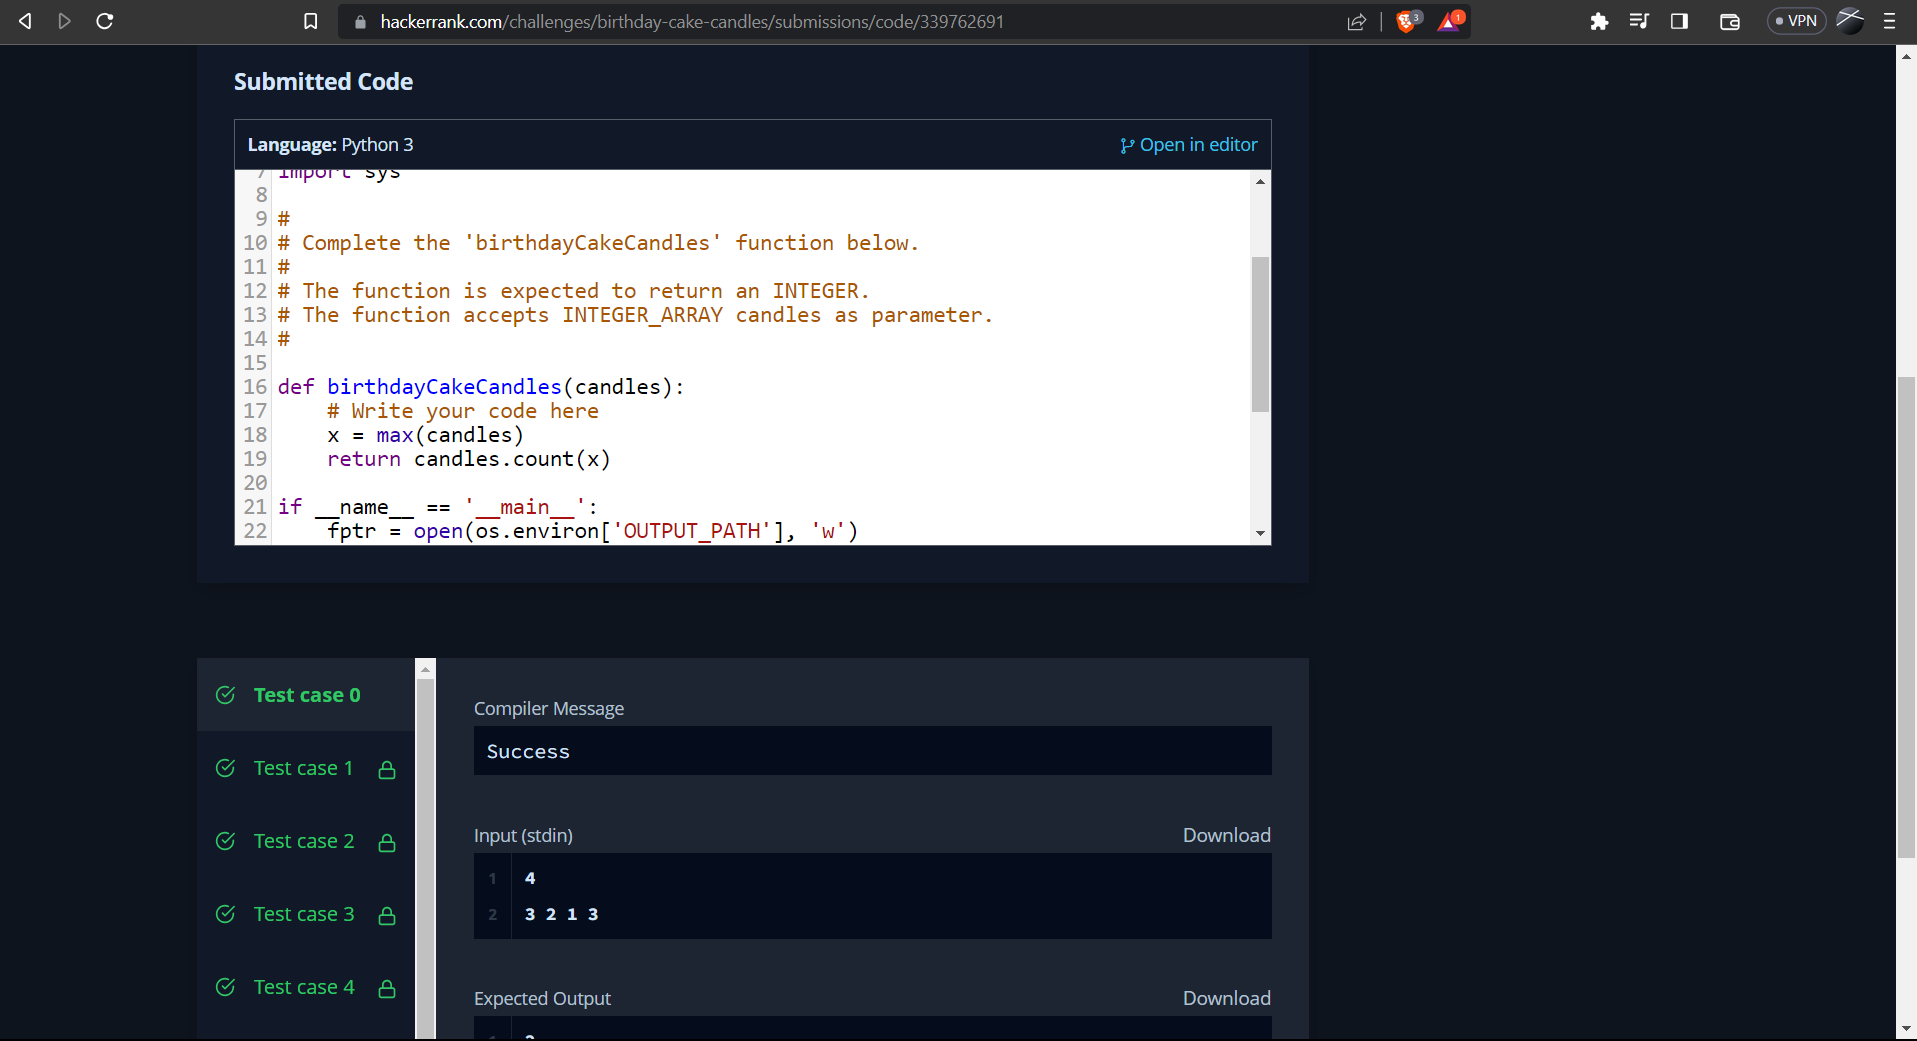 hackerrank.com/challenges/birthday-cake-candles/submissions/code/339762691
3
1
VPN
Submitted Code
Language: Python 3
Open in editor
7 import sys
8
9 #
10 # Complete the 'birthdayCakeCandles' function below.
11 #
12 # The function is expected to return an INTEGER.
13 # The function accepts INTEGER_ARRAY candles as parameter.
14 #
15
16 def birthdayCakeCandles(candles):
17     # Write your code here
18     x = max(candles)
19     return candles.count(x)
20
21 if __name__ == '__main__':
22     fptr = open(os.environ['OUTPUT_PATH'], 'w')
Test case 0
Test case 1
Test case 2
Test case 3
Test case 4
Compiler Message
Success
Input (stdin)
Download
1 4
2 3 2 1 3
Expected Output
Download